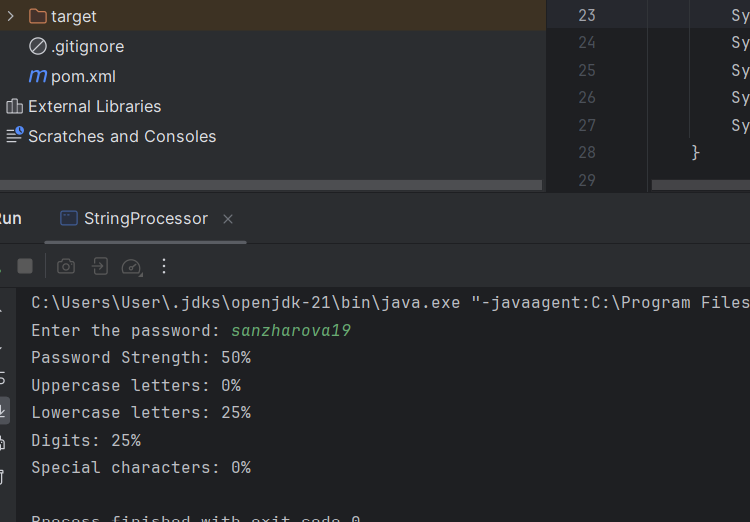 target
.gitignore
pom.xml
External Libraries
Scratches and Consoles
23 Sy
24 Sy
25 Sy
26 Sy
27 Sy
28 }
29
Run
StringProcessor
C:\Users\User\.jdks\openjdk-21\bin\java.exe "-javaagent:C:\Program Files
Enter the password: sanzharova19
Password Strength: 50%
Uppercase letters: 0%
Lowercase letters: 25%
Digits: 25%
Special characters: 0%
Process finished with exit code 0